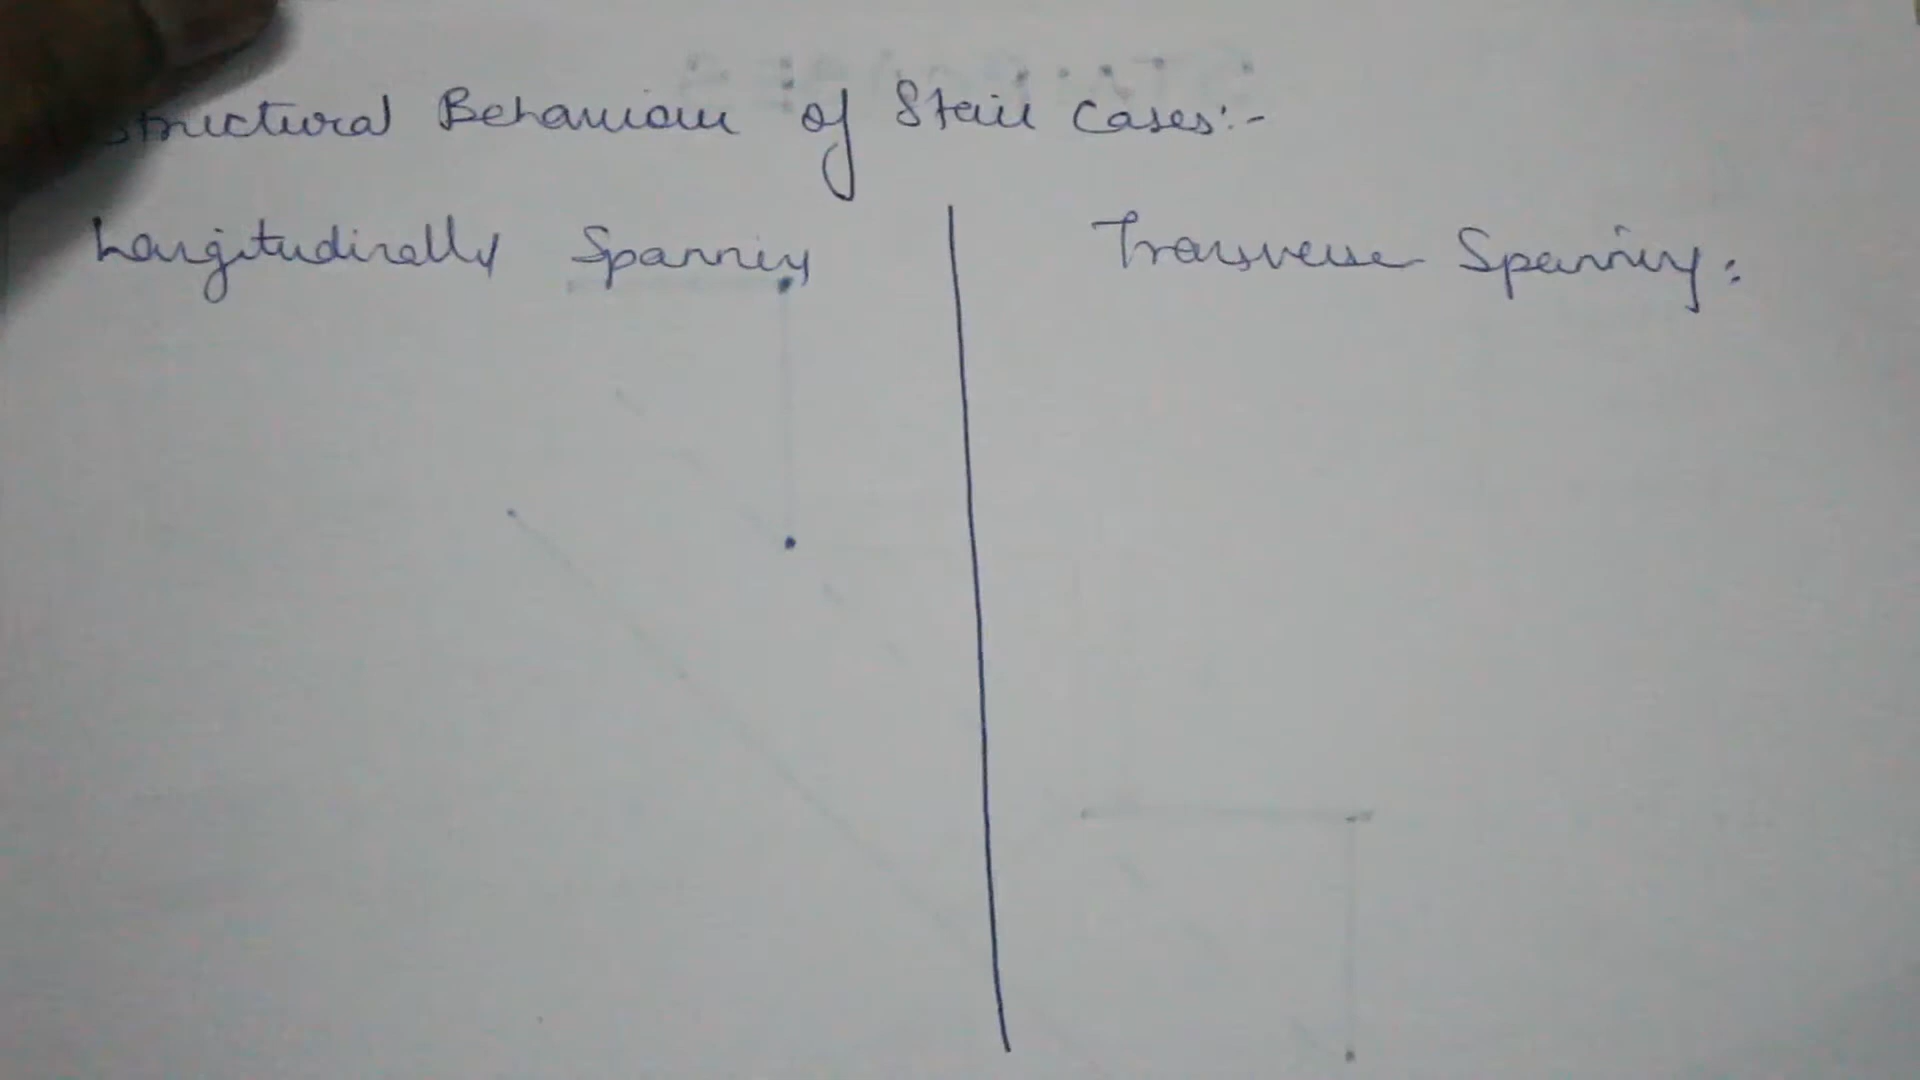 Structural Behaviour of Stair Cases:-
Longitudinally Spanning
Transverse Spanning: